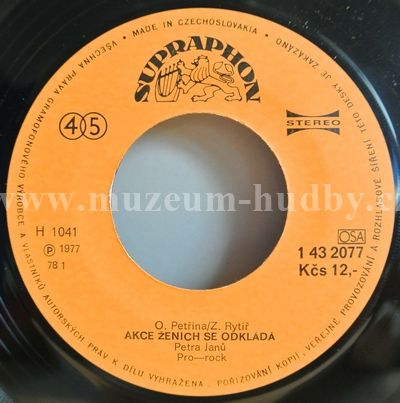 • MADE IN CZECHOSLOVAKIA •
VŠECHNA PRÁVA GRAMOFONOVÉHO VÝROBCE A VLASTNÍKŮ AUTORSKÝCH PRÁV K DÍLU VYHRAŽENA. POŘIZOVÁNÍ KOPIÍ, VEŘEJNÉ PROVOZOVÁNÍ A ROZHLASOVÉ ŠÍŘENÍ TÉTO DESKY JE ZAKÁZÁNO
SUPRAPHON
45
STEREO
www.muzeum-hudby.cz
H 1041
Ⓟ 1977
78 1
OSA
1 43 2077
Kčs 12,-
O. Petřina/Z. Rytíř
AKCE ŽENICH SE ODKLÁDÁ
Petra Janů
Pro—rock